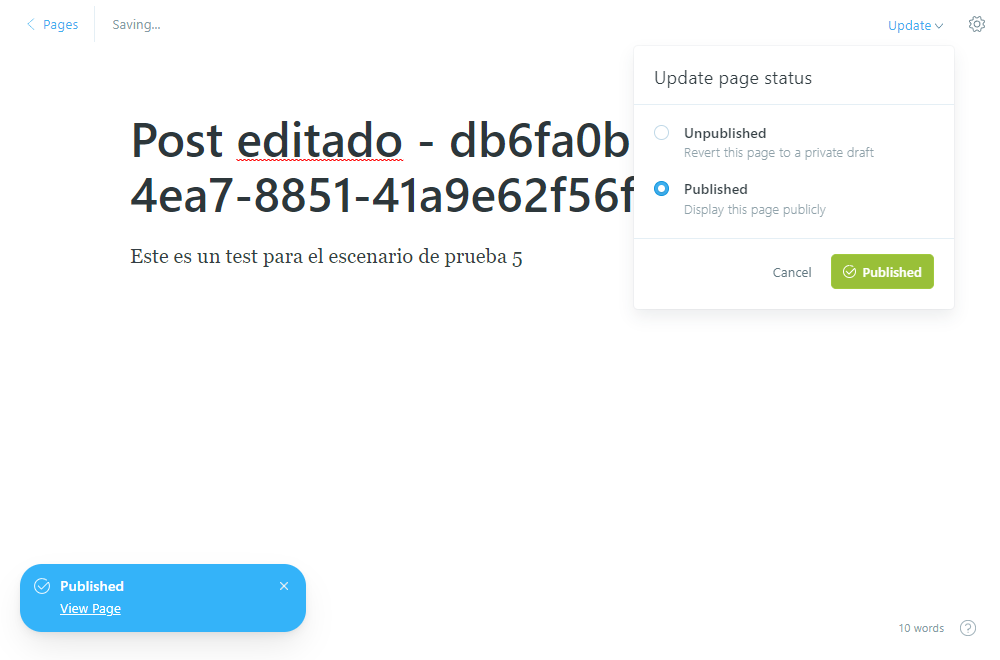 Pages
Saving...
Update
Update page status
Post editado - db6fa0b
4ea7-8851-41a9e62f56f
Unpublished
Revert this page to a private draft
Published
Display this page publicly
Este es un test para el escenario de prueba 5
Cancel
Published
Published
View Page
10 words
?